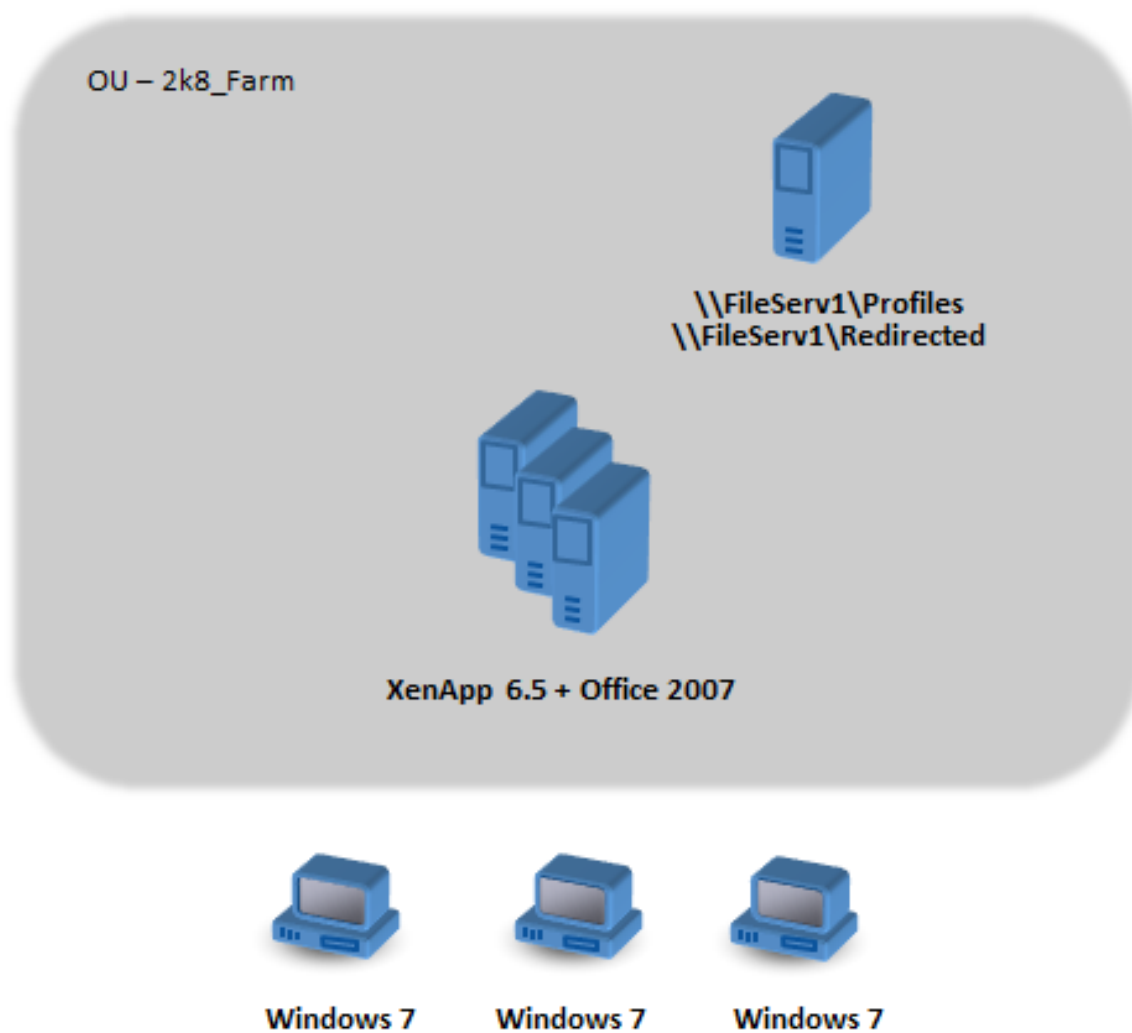 OU – 2k8_Farm
\\FileServ1\Profiles
\\FileServ1\Redirected
XenApp 6.5 + Office 2007
Windows 7
Windows 7
Windows 7